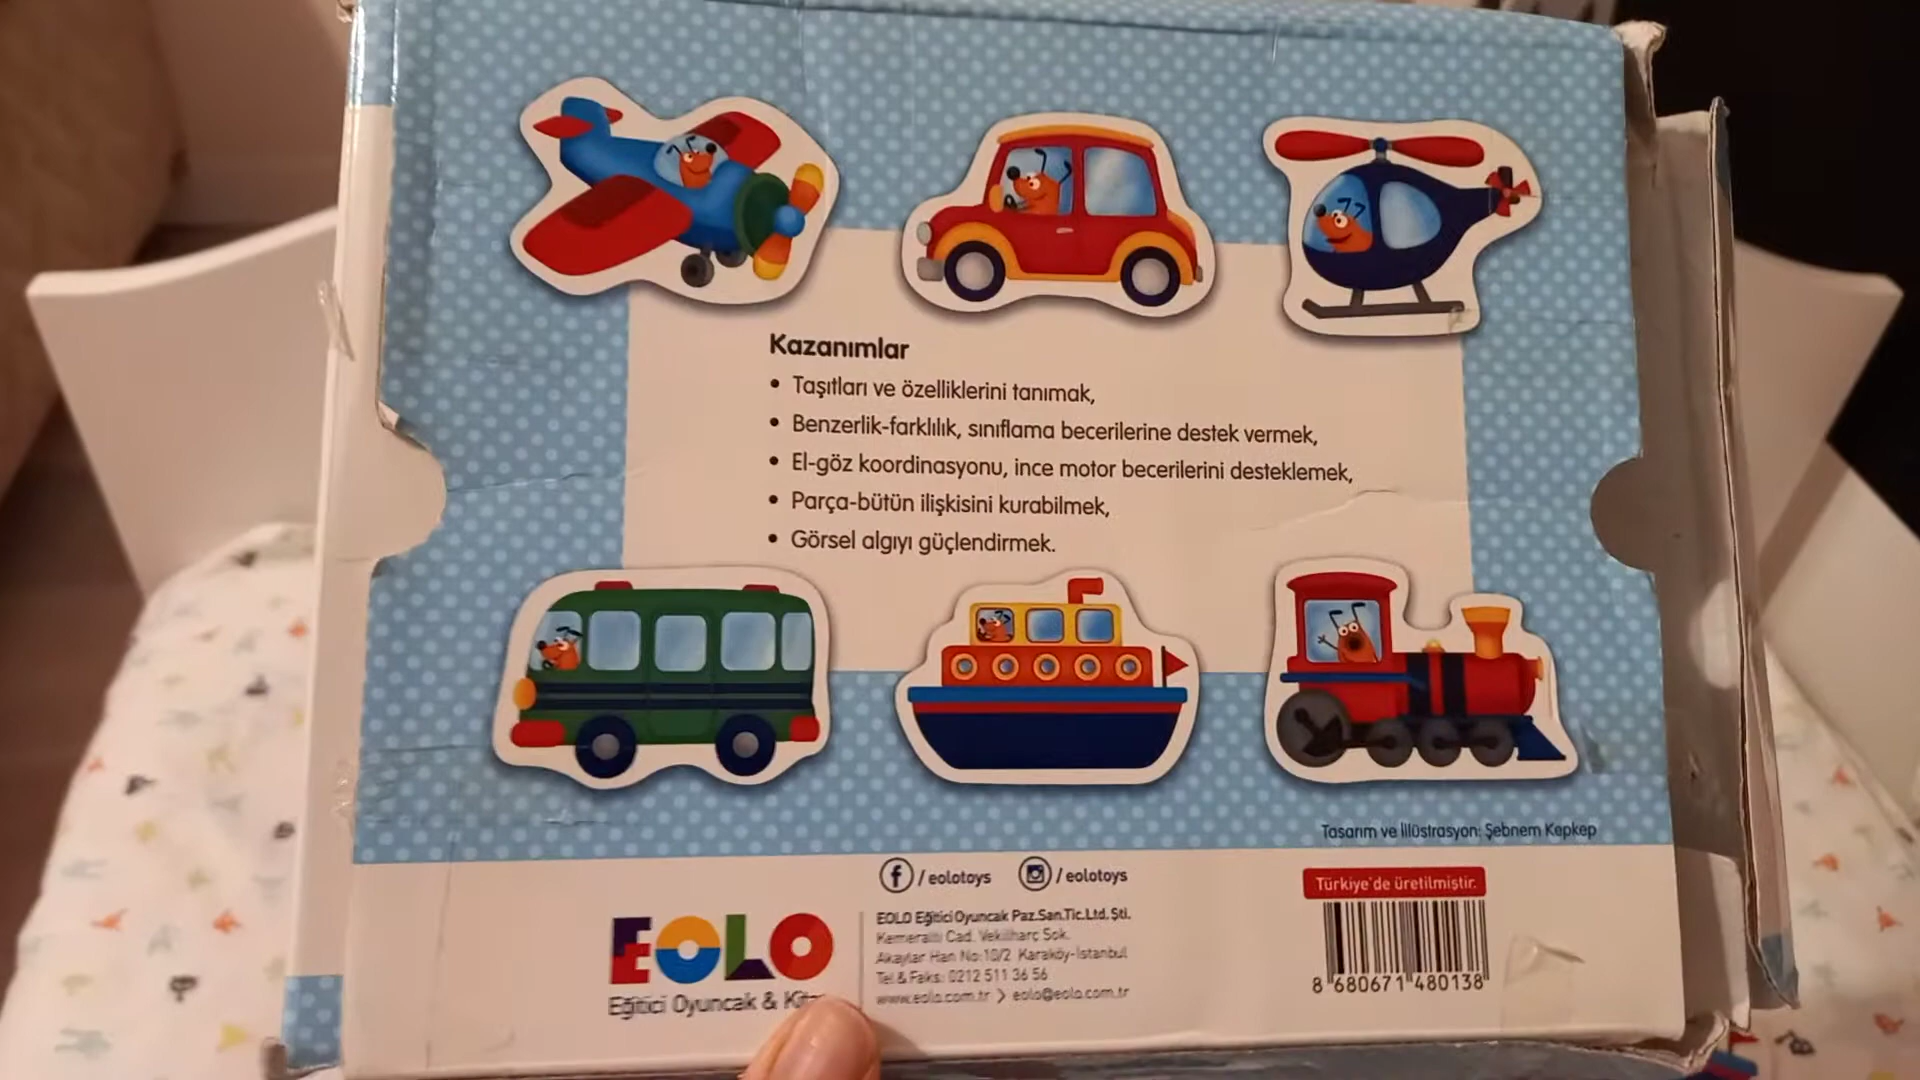 Kazanımlar
• Taşıtları ve özelliklerini tanımak,
• Benzerlik-farklılık, sınıflama becerilerine destek vermek,
• El-göz koordinasyonu, ince motor becerilerini desteklemek,
• Parça-bütün ilişkisini kurabilmek,
• Görsel algıyı güçlendirmek.
Tasarım ve İllüstrasyon: Şebnem Kepkep
/eolotoys /eolotoys
EOLO
Eğitici Oyuncak &
EOLO Eğitici Oyuncak Paz.San.Tic.Ltd. Şti.
Kemeraltı Cad. Vekilharç Sok.
Akaylar Han No:10/2 Karaköy-İstanbul
Tel & Faks: 0212 511 36 56
www.eolo.com.tr > eolo@eolo.com.tr
Türkiye'de üretilmiştir.
8 680671 480138